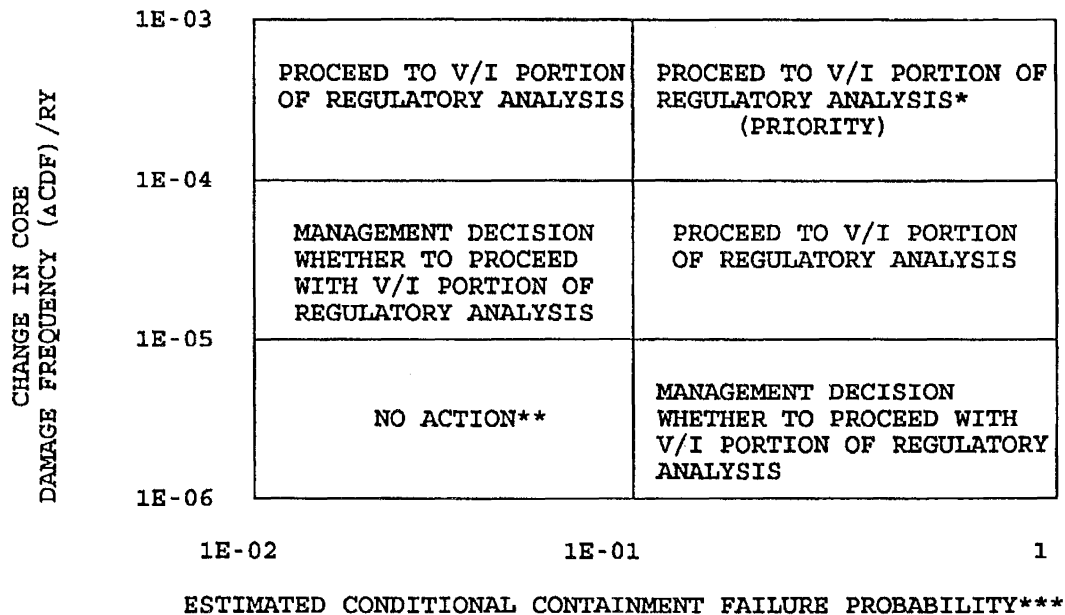 1E-03
PROCEED TO V/I PORTION
OF REGULATORY ANALYSIS
PROCEED TO V/I PORTION OF
REGULATORY ANALYSIS*
(PRIORITY)
CHANGE IN CORE
DAMAGE FREQUENCY (ΔCDF)/RY
1E-04
MANAGEMENT DECISION
WHETHER TO PROCEED
WITH V/I PORTION OF
REGULATORY ANALYSIS
PROCEED TO V/I PORTION
OF REGULATORY ANALYSIS
1E-05
NO ACTION**
MANAGEMENT DECISION
WHETHER TO PROCEED WITH
V/I PORTION OF REGULATORY
ANALYSIS
1E-06
1E-02
1E-01
1
ESTIMATED CONDITIONAL CONTAINMENT FAILURE PROBABILITY***